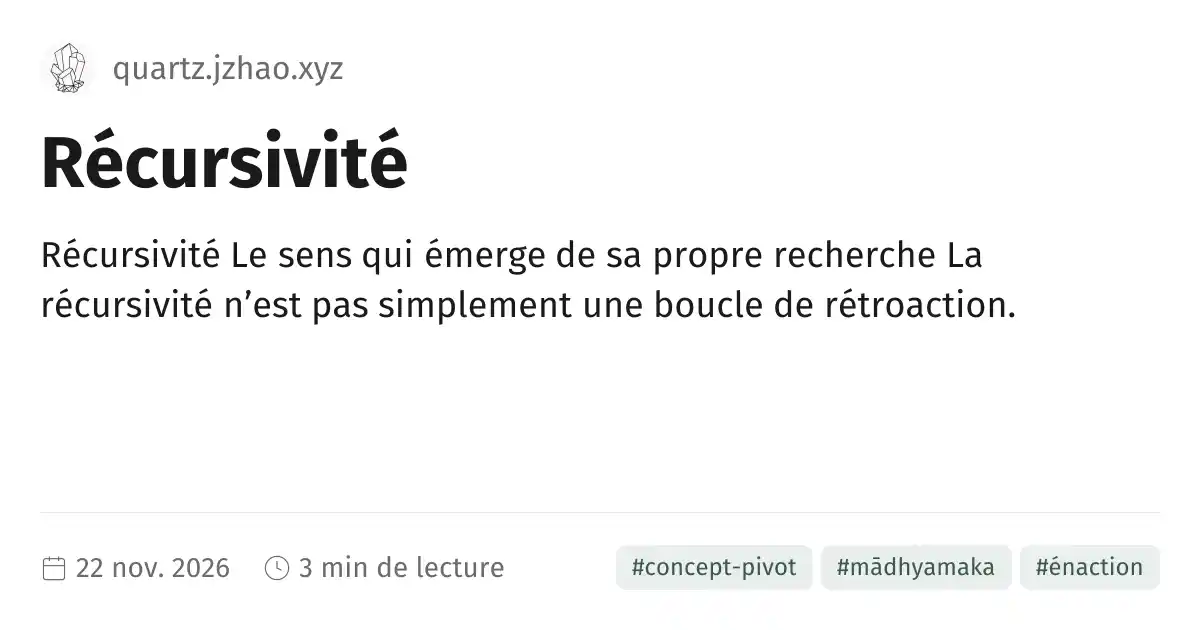 quartz.jzhao.xyz
Récursivité
Récursivité Le sens qui émerge de sa propre recherche La
récursivité n’est pas simplement une boucle de rétroaction.
22 nov. 2026 3 min de lecture #concept-pivot #mādhyamaka #énaction